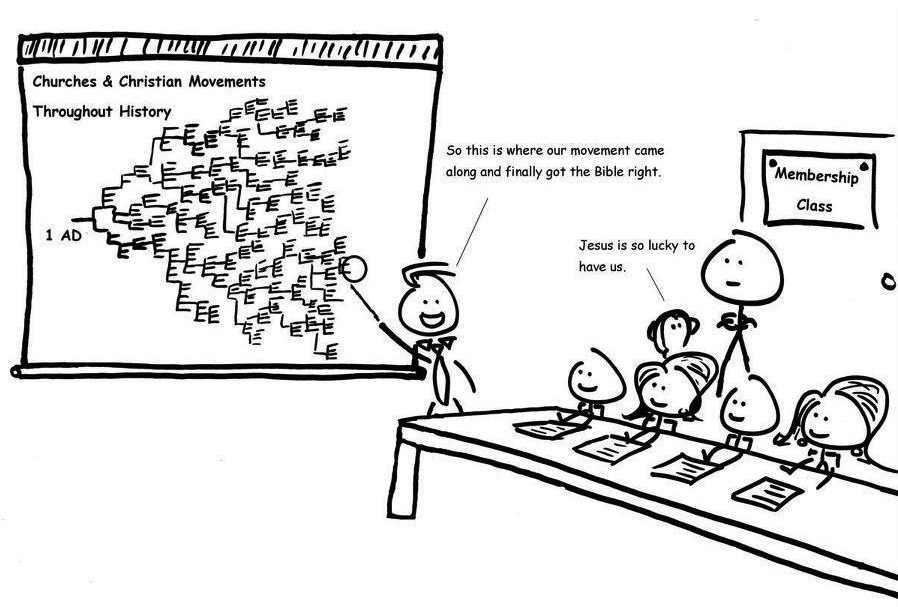 Churches & Christian Movements
Throughout History
1 AD
So this is where our movement came
along and finally got the Bible right.
Jesus is so lucky to
have us.
Membership
Class